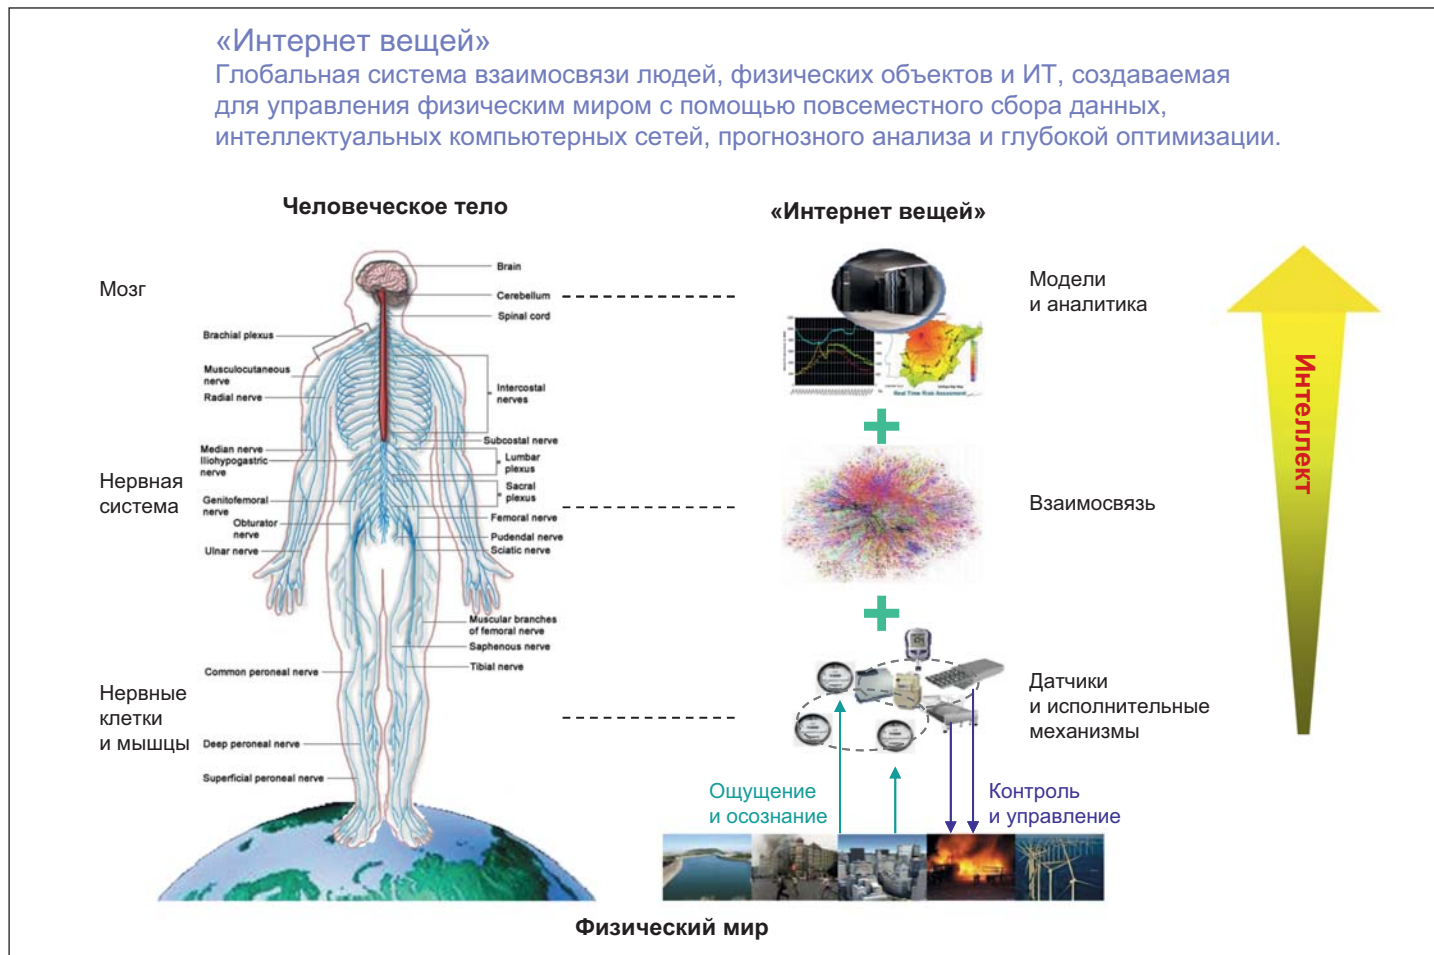 «Интернет вещей»
Глобальная система взаимосвязи людей, физических объектов и ИТ, создаваемая
для управления физическим миром с помощью повсеместного сбора данных,
интеллектуальных компьютерных сетей, прогнозного анализа и глубокой оптимизации.
Человеческое тело
«Интернет вещей»
Мозг
Нервная
система
Нервные
клетки
и мышцы
Brain
Cerebellum
Spinal cord
Brachial plexus
Musculocutaneous
nerve
Radial nerve
Intercostal
nerves
Subcostal nerve
Median nerve
Iliohypogastric
nerve
Lumbar
plexus
Sacral
plexus
Genitofemoral
nerve
Obturator
nerve
Ulnar nerve
Femoral nerve
Pudendal nerve
Sciatic nerve
Muscular branches
of femoral nerve
Saphenous nerve
Tibial nerve
Common peroneal nerve
Deep peroneal nerve
Superficial peroneal nerve
Real Time Risk Assessment
Модели
и аналитика
Взаимосвязь
Датчики
и исполнительные
механизмы
Интеллект
Ощущение
и осознание
Контроль
и управление
Физический мир